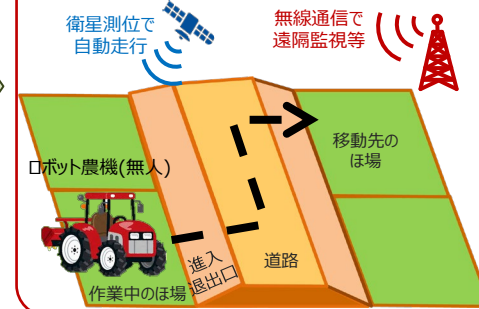 衛星測位で
自動走行
無線通信で
遠隔監視等
移動先の
ほ場
ロボット農機(無人)
進入
退出口
道路
作業中のほ場